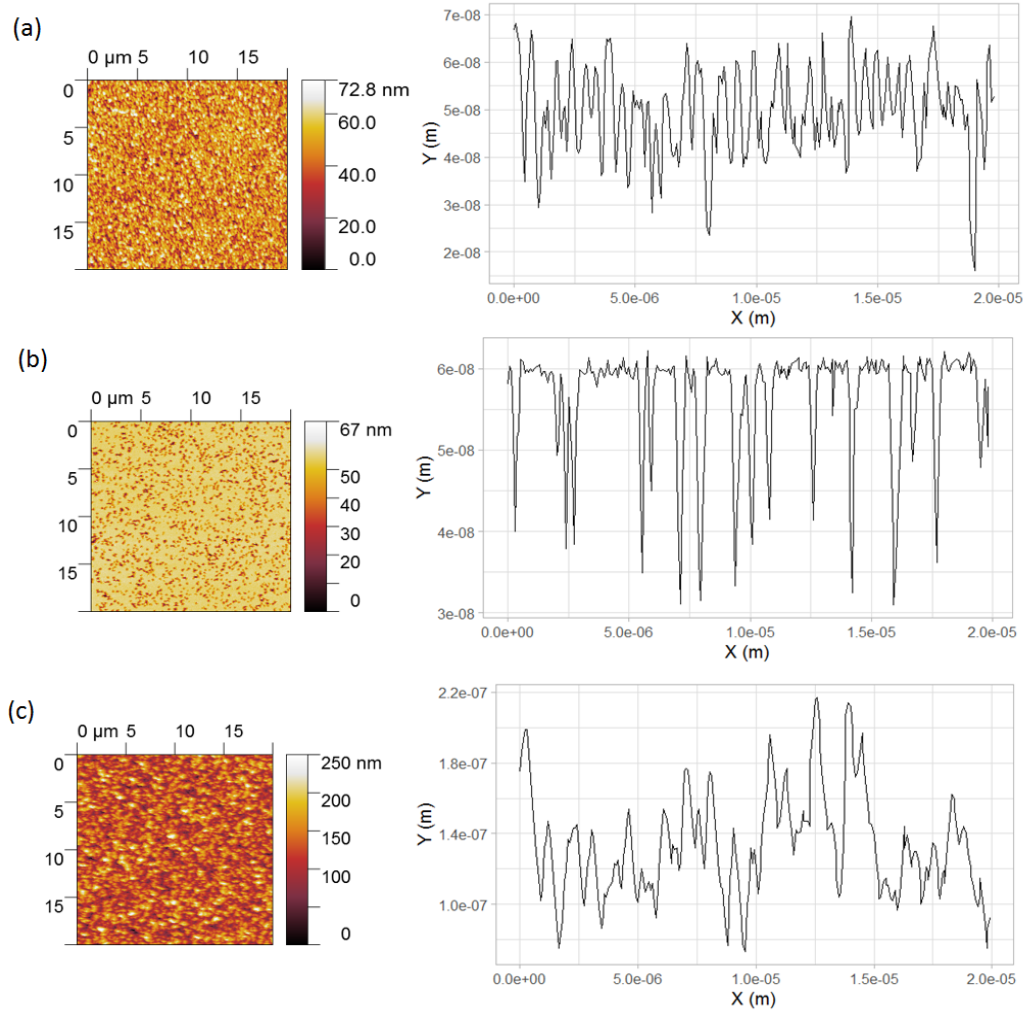 (a)
0 µm 5 10 15
0
5
10
15
72.8 nm
60.0
40.0
20.0
0.0
Y (m)
7e-08
6e-08
5e-08
4e-08
3e-08
2e-08
0.0e+00 5.0e-06 1.0e-05 1.5e-05 2.0e-05
X (m)
(b)
0 µm 5 10 15
0
5
10
15
67 nm
50
40
30
20
0
Y (m)
6e-08
5e-08
4e-08
3e-08
0.0e+00 5.0e-06 1.0e-05 1.5e-05 2.0e-05
X (m)
(c)
0 µm 5 10 15
0
5
10
15
250 nm
200
150
100
0
Y (m)
2.2e-07
1.8e-07
1.4e-07
1.0e-07
0.0e+00 5.0e-06 1.0e-05 1.5e-05 2.0e-05
X (m)